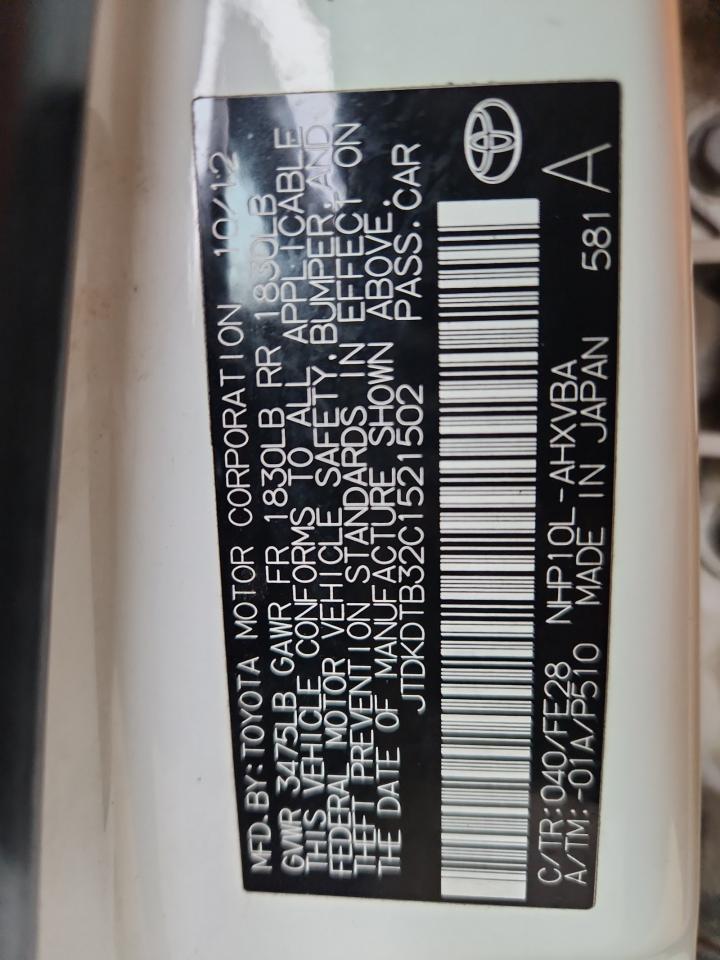 MFD.BY:TOYOTA MOTOR CORPORATION 10/12
GVWR 3475LB GAWR FR 1830LB RR 1830LB
THIS VEHICLE CONFORMS TO ALL APPLICABLE
FEDERAL MOTOR VEHICLE SAFETY,BUMPER,AND
THEFT PREVENTION STANDARDS IN EFFECT ON
THE DATE OF MANUFACTURE SHOWN ABOVE.
JTDKDTB32C1521502 PASS.CAR
C/TR:040/FE28 NHP10L-AHXVBA
A/TM:-01A/P510 MADE IN JAPAN 581 A